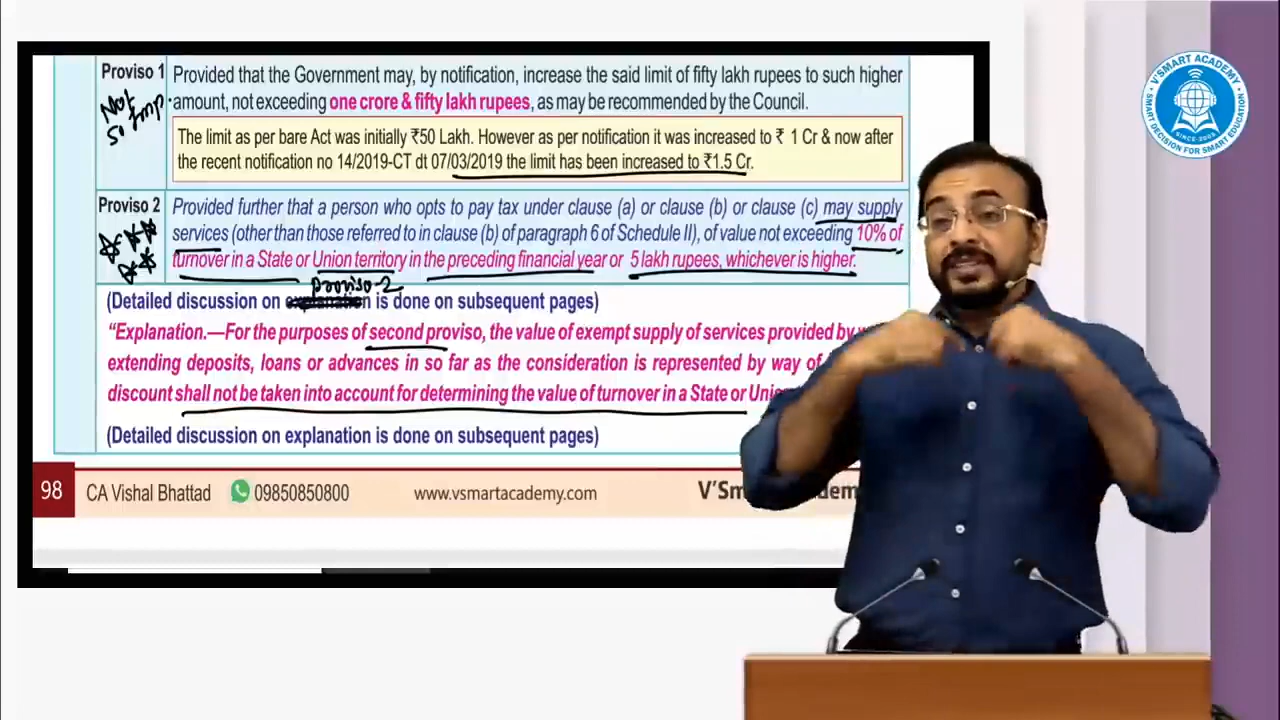 Proviso 1
Not
so Imp
Provided that the Government may, by notification, increase the said limit of fifty lakh rupees to such higher
amount, not exceeding one crore & fifty lakh rupees, as may be recommended by the Council.
The limit as per bare Act was initially ₹50 Lakh. However as per notification it was increased to ₹ 1 Cr & now after
the recent notification no 14/2019-CT dt 07/03/2019 the limit has been increased to ₹1.5 Cr.
Proviso 2
Provided further that a person who opts to pay tax under clause (a) or clause (b) or clause (c) may supply
services (other than those referred to in clause (b) of paragraph 6 of Schedule II), of value not exceeding 10% of
turnover in a State or Union territory in the preceding financial year or 5 lakh rupees, whichever is higher.
proviso-2
(Detailed discussion on explanation is done on subsequent pages)
"Explanation.—For the purposes of second proviso, the value of exempt supply of services provided by
extending deposits, loans or advances in so far as the consideration is represented by way of
discount shall not be taken into account for determining the value of turnover in a State or
(Detailed discussion on explanation is done on subsequent pages)
98 CA Vishal Bhattad 09850850800 www.vsmartacademy.com
V'SMART ACADEMY
SMART DECISION FOR SMART EDUCATION
SINCE-2005